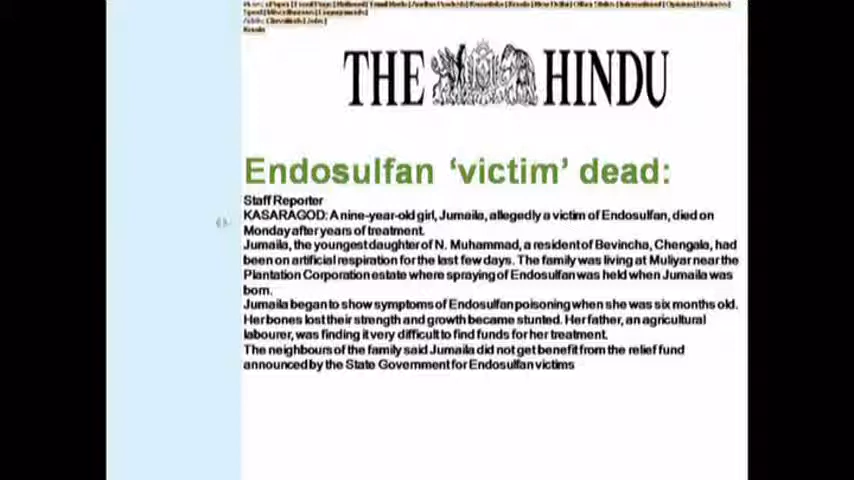 THE HINDU
Endosulfan ‘victim’ dead:
Staff Reporter
KASARAGOD: A nine-year-old girl, Jumaila, allegedly a victim of Endosulfan, died on
Monday after years of treatment.
Jumaila, the youngest daughter of N. Muhammad, a resident of Bevincha, Chengala, had
been on artificial respiration for the last few days. The family was living at Muliyar near the
Plantation Corporation estate where spraying of Endosulfan was held when Jumaila was
born.
Jumaila began to show symptoms of Endosulfan poisoning when she was six months old.
Her bones lost their strength and growth became stunted. Her father, an agricultural
labourer, was finding it very difficult to find funds for her treatment.
The neighbours of the family said Jumaila did not get benefit from the relief fund
announced by the State Government for Endosulfan victims